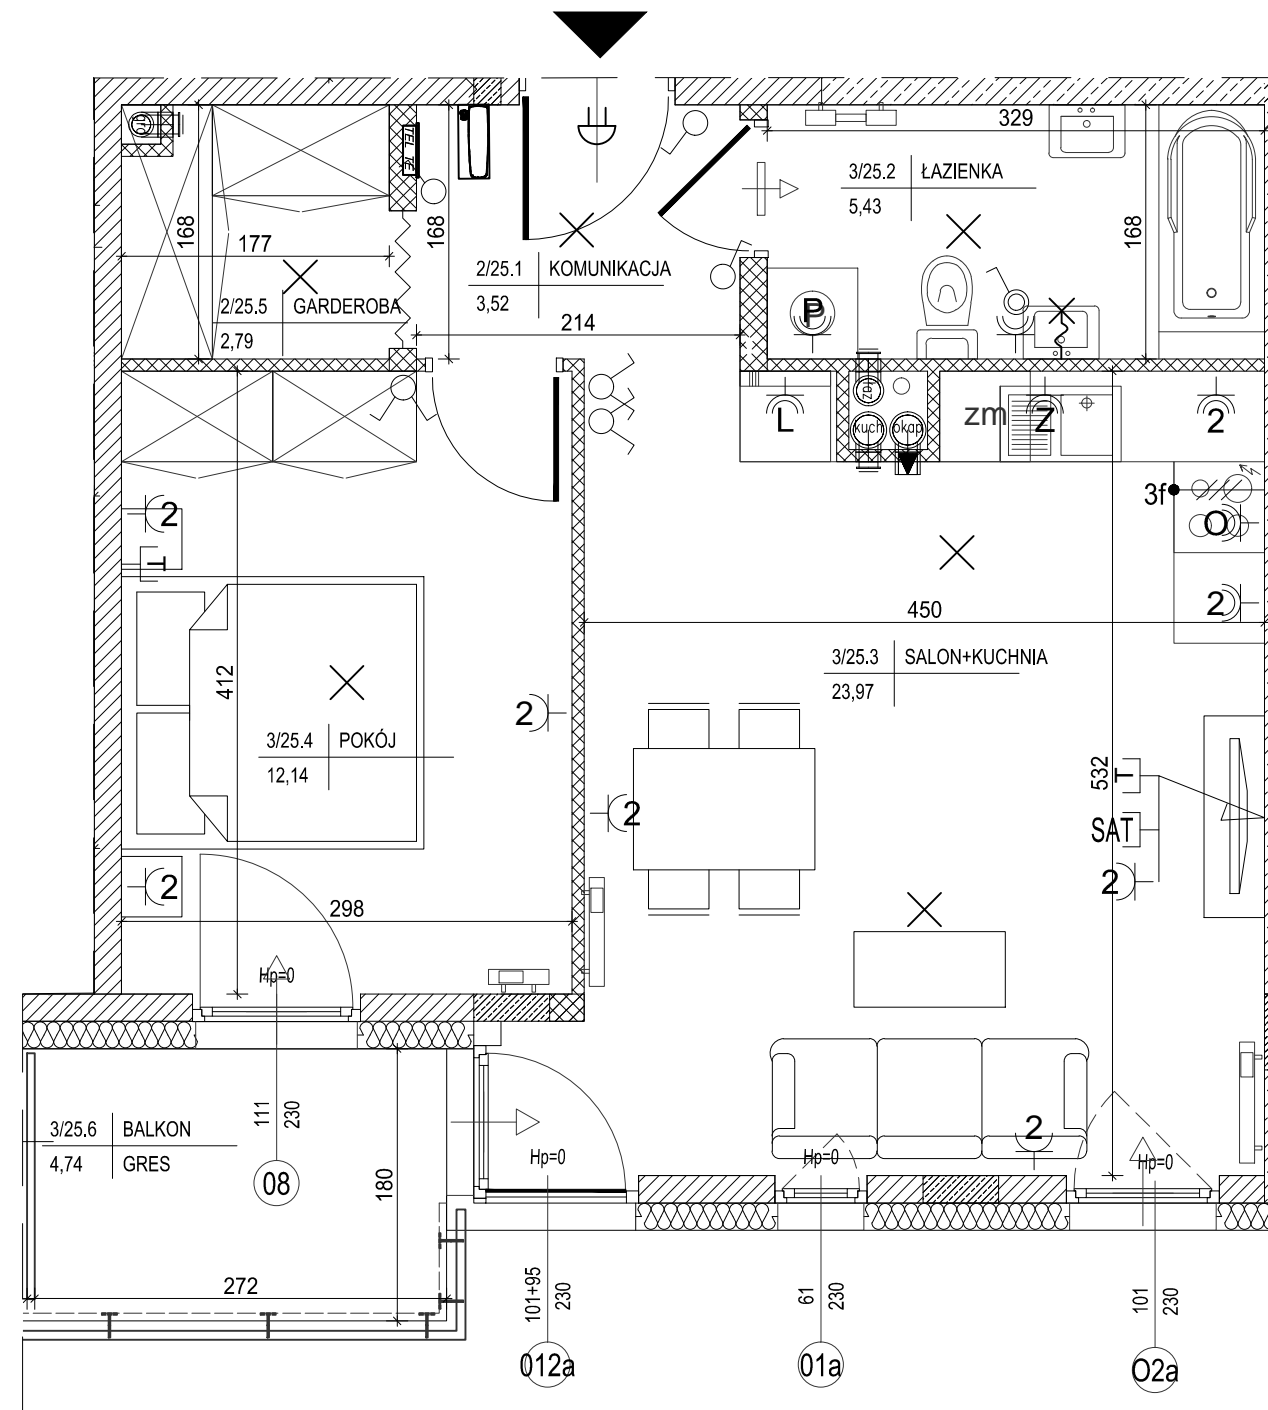 TEL TE
329
3/25.2 ŁAZIENKA
5,43
168
177
168
168
2/25.1 KOMUNIKACJA
3,52
2/25.5 GARDEROBA
2,79
214
P
L
kuch
okap
zm
Z
2
3f
O
2
2
T
450
3/25.3 SALON+KUCHNIA
23,97
412
2
3/25.4 POKÓJ
12,14
532
T
SAT
2
2
2
298
Hp=0
111
230
3/25.6 BALKON
4,74 GRES
08
180
272
Hp=0
Hp=0
2
Hp=0
101+95
230
61
230
101
230
012a
01a
O2a